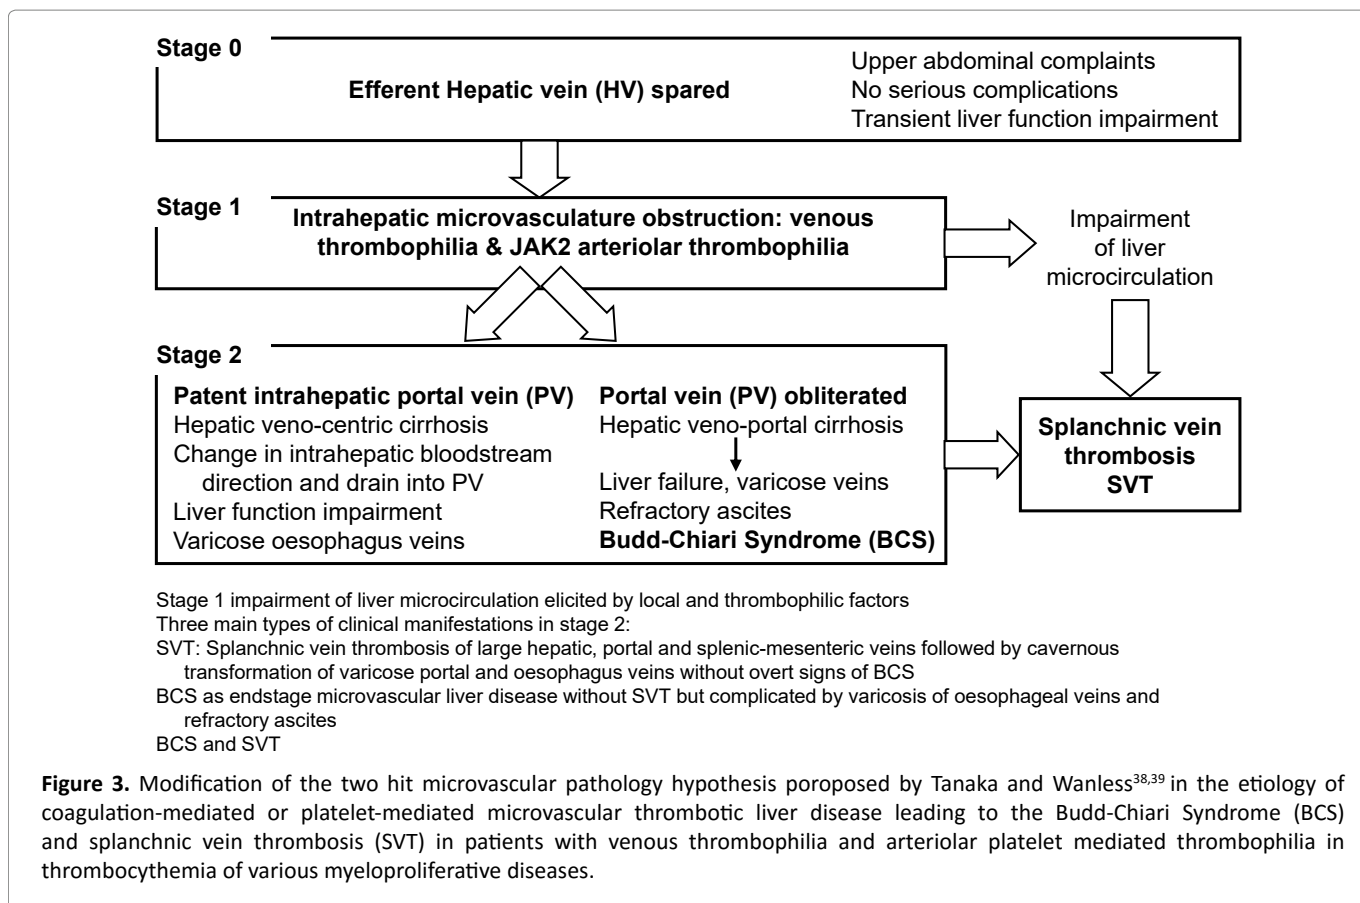 Stage 0
Efferent Hepatic vein (HV) spared
Upper abdominal complaints
No serious complications
Transient liver function impairment
Stage 1
Intrahepatic microvasculature obstruction: venous
thrombophilia & JAK2 arteriolar thrombophilia
Impairment
of liver
microcirculation
Stage 2
Patent intrahepatic portal vein (PV)
Hepatic veno-centric cirrhosis
Change in intrahepatic bloodstream
direction and drain into PV
Liver function impairment
Varicose oesophagus veins
Portal vein (PV) obliterated
Hepatic veno-portal cirrhosis
Liver failure, varicose veins
Refractory ascites
Budd-Chiari Syndrome (BCS)
Splanchnic vein
thrombosis
SVT
Stage 1 impairment of liver microcirculation elicited by local and thrombophilic factors
Three main types of clinical manifestations in stage 2:
SVT: Splanchnic vein thrombosis of large hepatic, portal and splenic-mesenteric veins followed by cavernous
transformation of varicose portal and oesophagus veins without overt signs of BCS
BCS as endstage microvascular liver disease without SVT but complicated by varicosis of oesophageal veins and
refractory ascites
BCS and SVT
Figure 3. Modification of the two hit microvascular pathology hypothesis poroposed by Tanaka and Wanless38,39 in the etiology of
coagulation-mediated or platelet-mediated microvascular thrombotic liver disease leading to the Budd-Chiari Syndrome (BCS)
and splanchnic vein thrombosis (SVT) in patients with venous thrombophilia and arteriolar platelet mediated thrombophilia in
thrombocythemia of various myeloproliferative diseases.